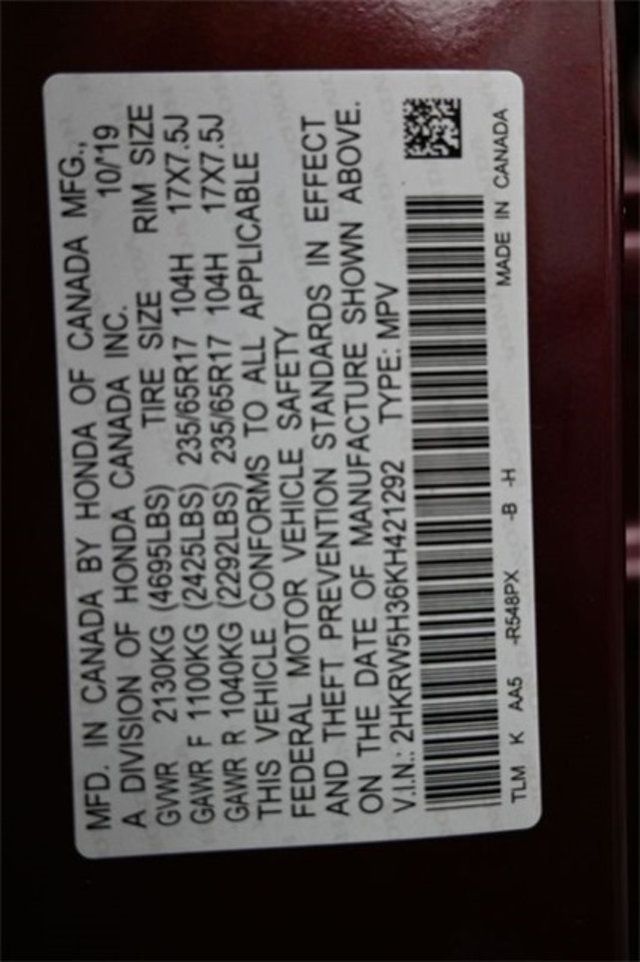 MFD. IN CANADA BY HONDA OF CANADA MFG.,
A DIVISION OF HONDA CANADA INC. 10/'19
GVWR 2130KG (4695LBS) TIRE SIZE RIM SIZE
GAWR F 1100KG (2425LBS) 235/65R17 104H 17X7.5J
GAWR R 1040KG (2292LBS) 235/65R17 104H 17X7.5J
THIS VEHICLE CONFORMS TO ALL APPLICABLE
FEDERAL MOTOR VEHICLE SAFETY
AND THEFT PREVENTION STANDARDS IN EFFECT
ON THE DATE OF MANUFACTURE SHOWN ABOVE.
V.I.N.: 2HKRW5H36KH421292 TYPE: MPV
TLM K AA5 -R548PX -B -H MADE IN CANADA